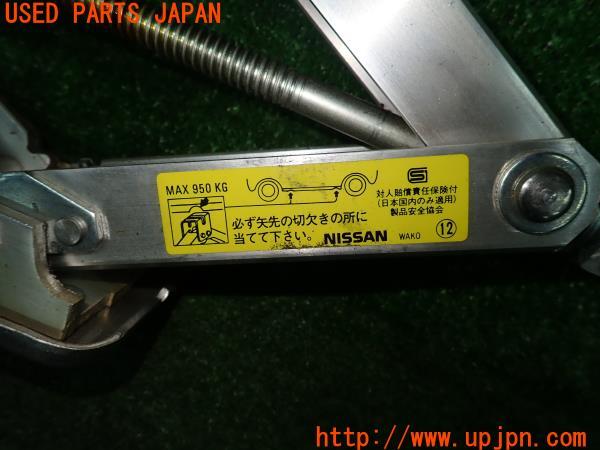 USED PARTS JAPAN
MAX 950 KG
必ず矢先の切欠きの所に
当てて下さい。 NISSAN WAKO 12
S
対人賠償責任保険付
(日本国内のみ適用)
製品安全協会
www.upjpn.com